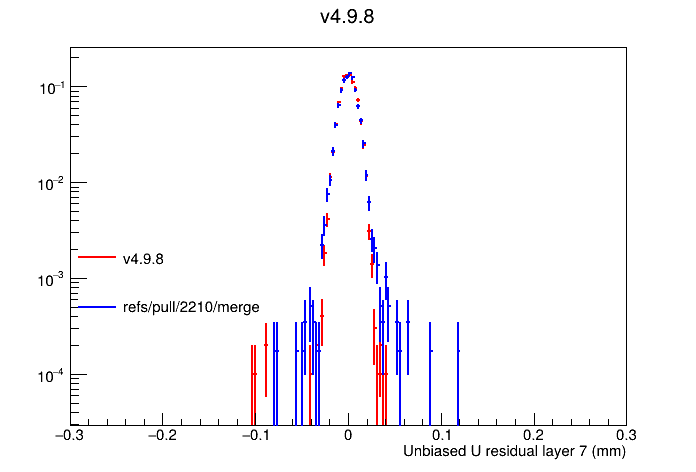 v4.9.8
10⁻¹
10⁻²
10⁻³
10⁻⁴
v4.9.8
refs/pull/2210/merge
−0.3 −0.2 −0.1 0 0.1 0.2 0.3
Unbiased U residual layer 7 (mm)